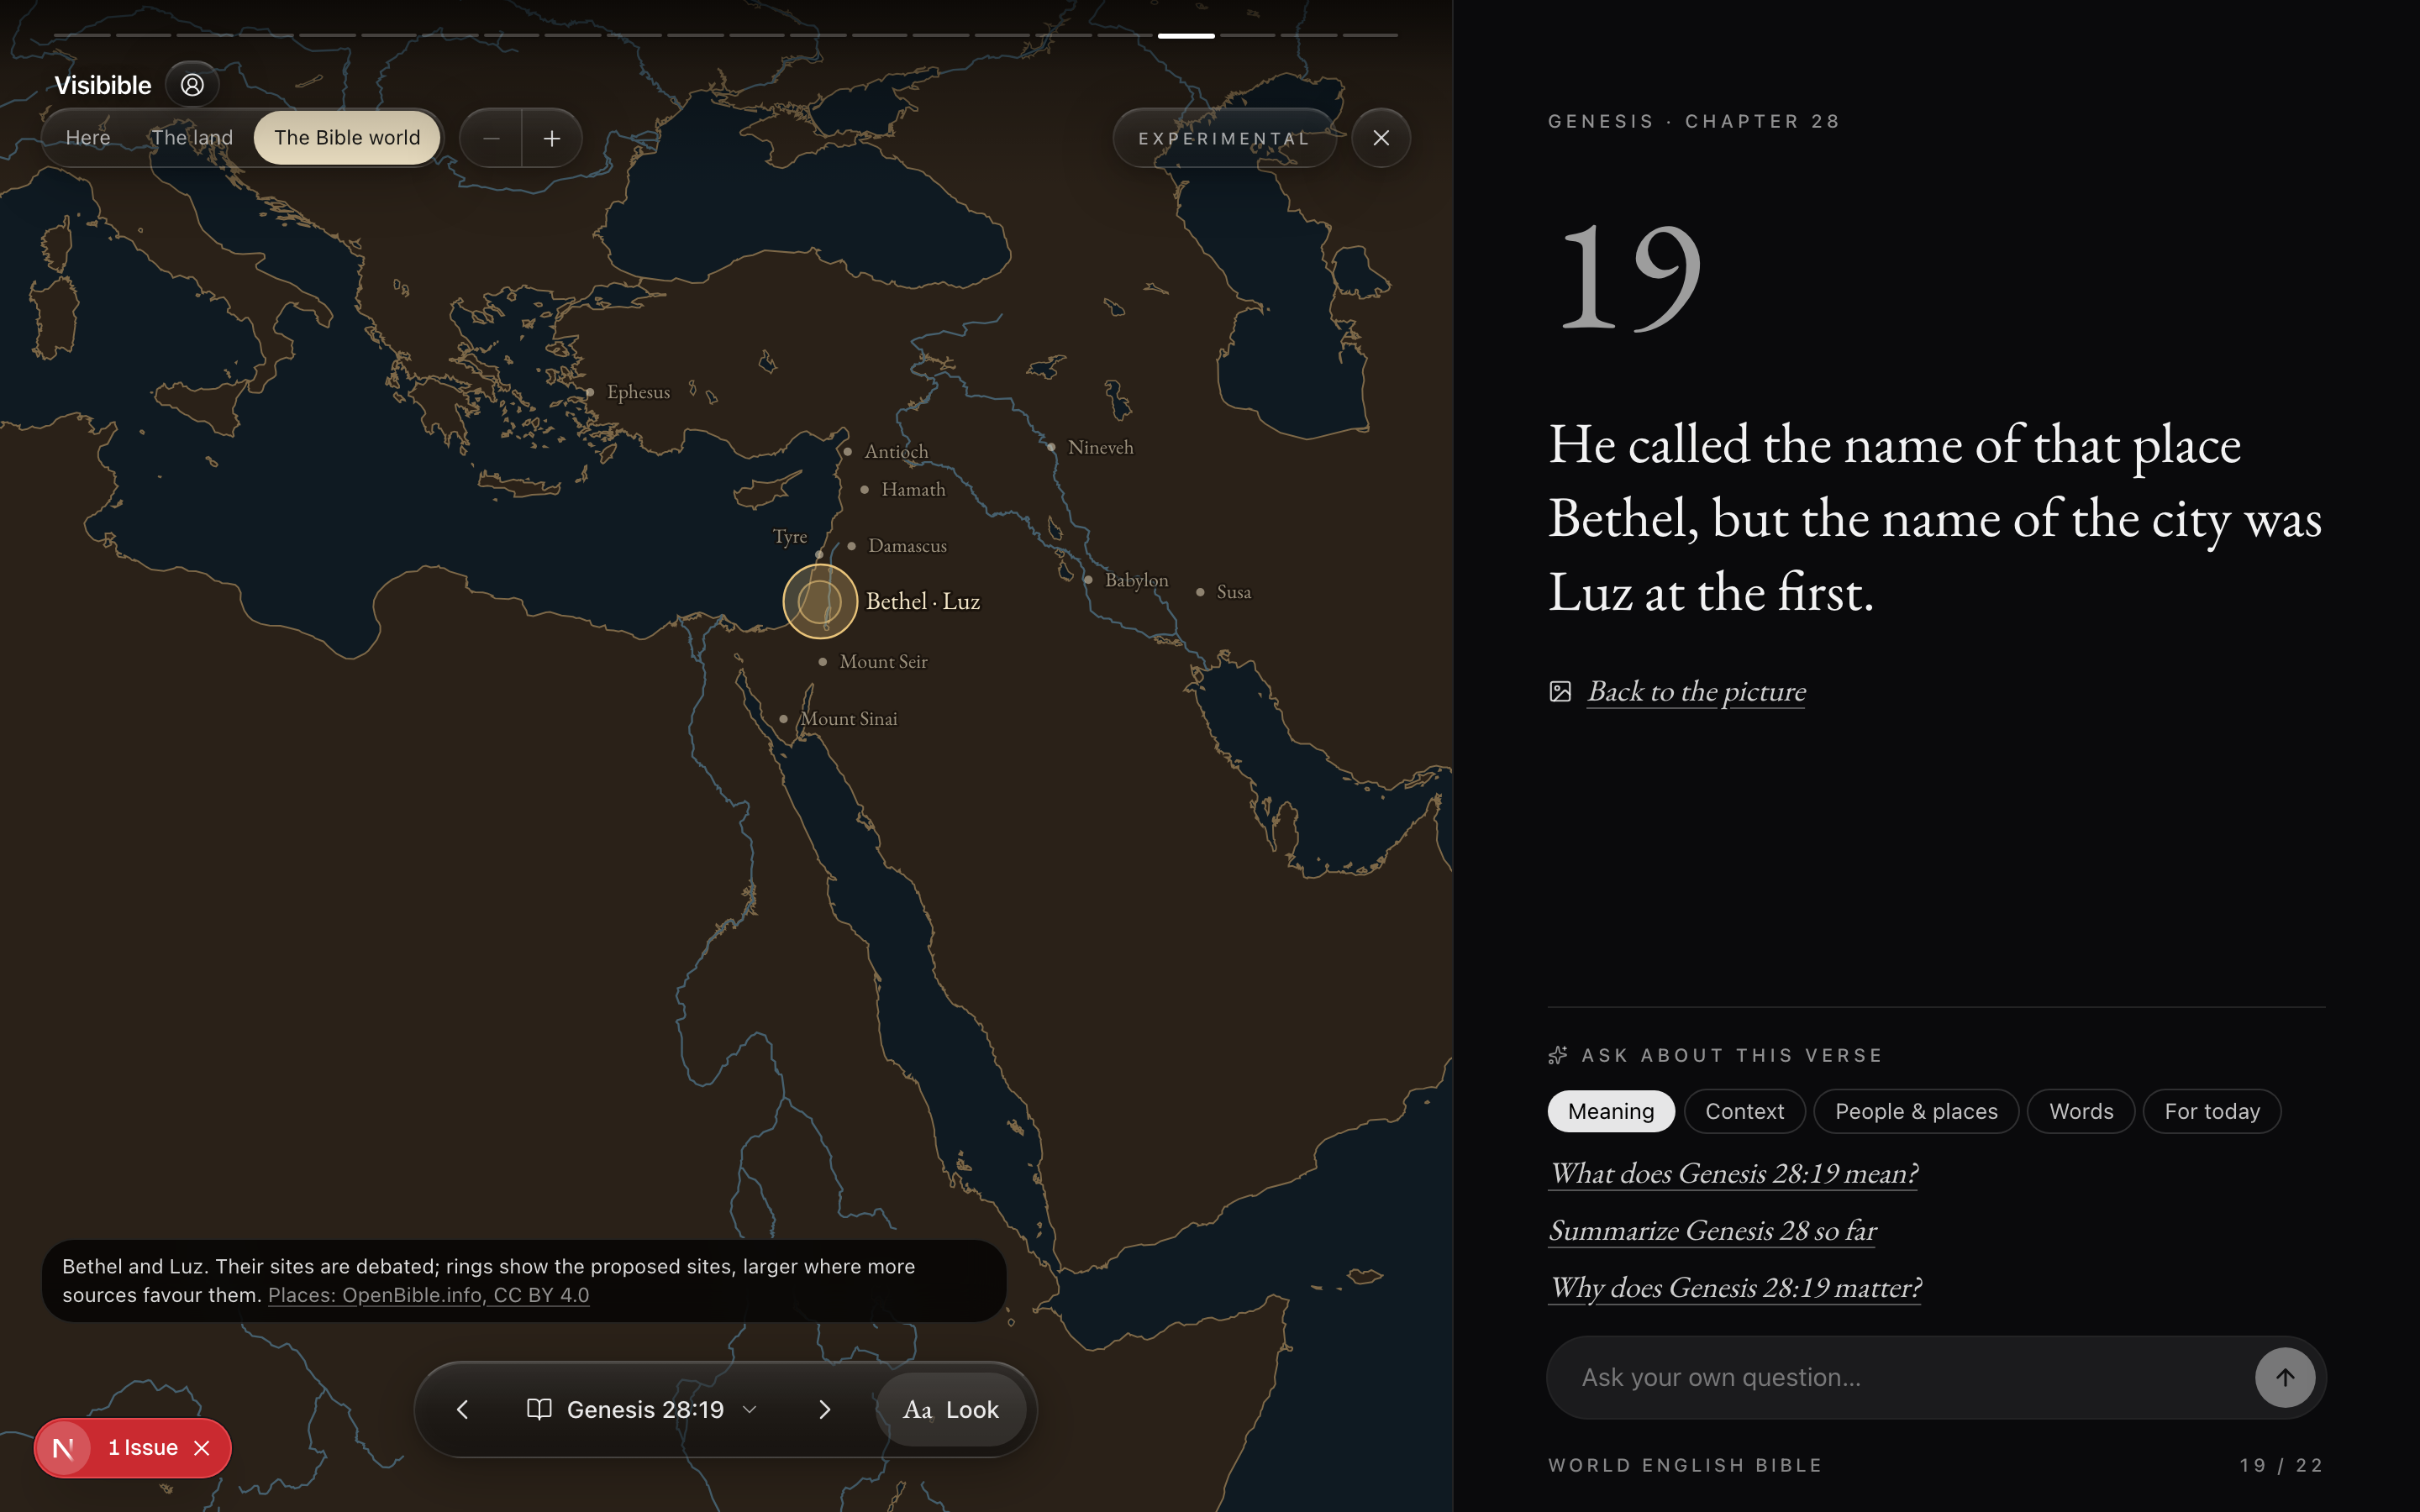 Visibible
Here
The land
The Bible world
EXPERIMENTAL
Ephesus
Antioch
Nineveh
Hamath
Tyre
Damascus
Babylon
Susa
Bethel · Luz
Mount Seir
Mount Sinai
Bethel and Luz. Their sites are debated; rings show the proposed sites, larger where more
sources favour them. Places: OpenBible.info, CC BY 4.0
Genesis 28:19
Aa Look
N 1 Issue
GENESIS · CHAPTER 28
19
He called the name of that place
Bethel, but the name of the city was
Luz at the first.
Back to the picture
ASK ABOUT THIS VERSE
Meaning
Context
People & places
Words
For today
What does Genesis 28:19 mean?
Summarize Genesis 28 so far
Why does Genesis 28:19 matter?
Ask your own question...
WORLD ENGLISH BIBLE
19 / 22